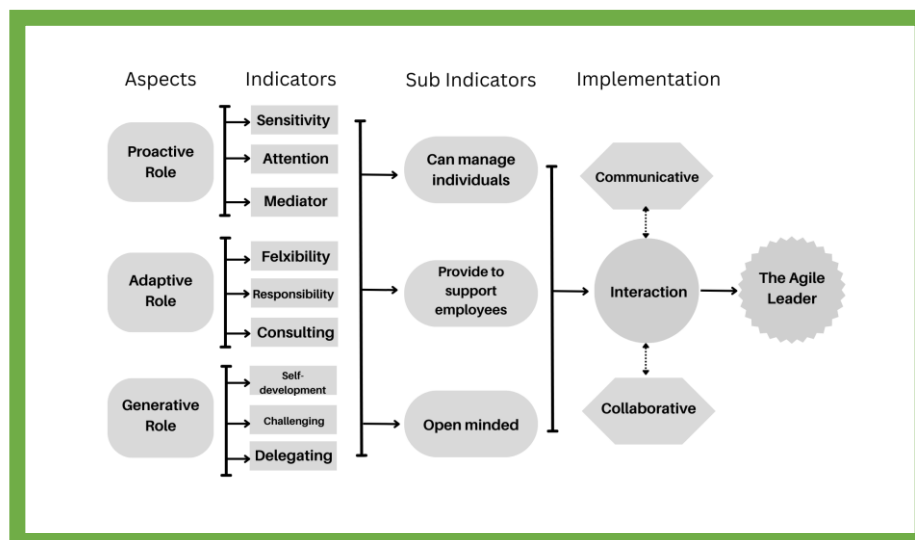 Aspects
Indicators
Sub Indicators
Implementation
Proactive
Role
Sensitivity
Attention
Mediator
Adaptive
Role
Felxibility
Responsibility
Consulting
Generative
Role
Self-
development
Challenging
Delegating
Can manage
individuals
Provide to
support
employees
Open minded
Communicative
Interaction
Collaborative
The Agile
Leader